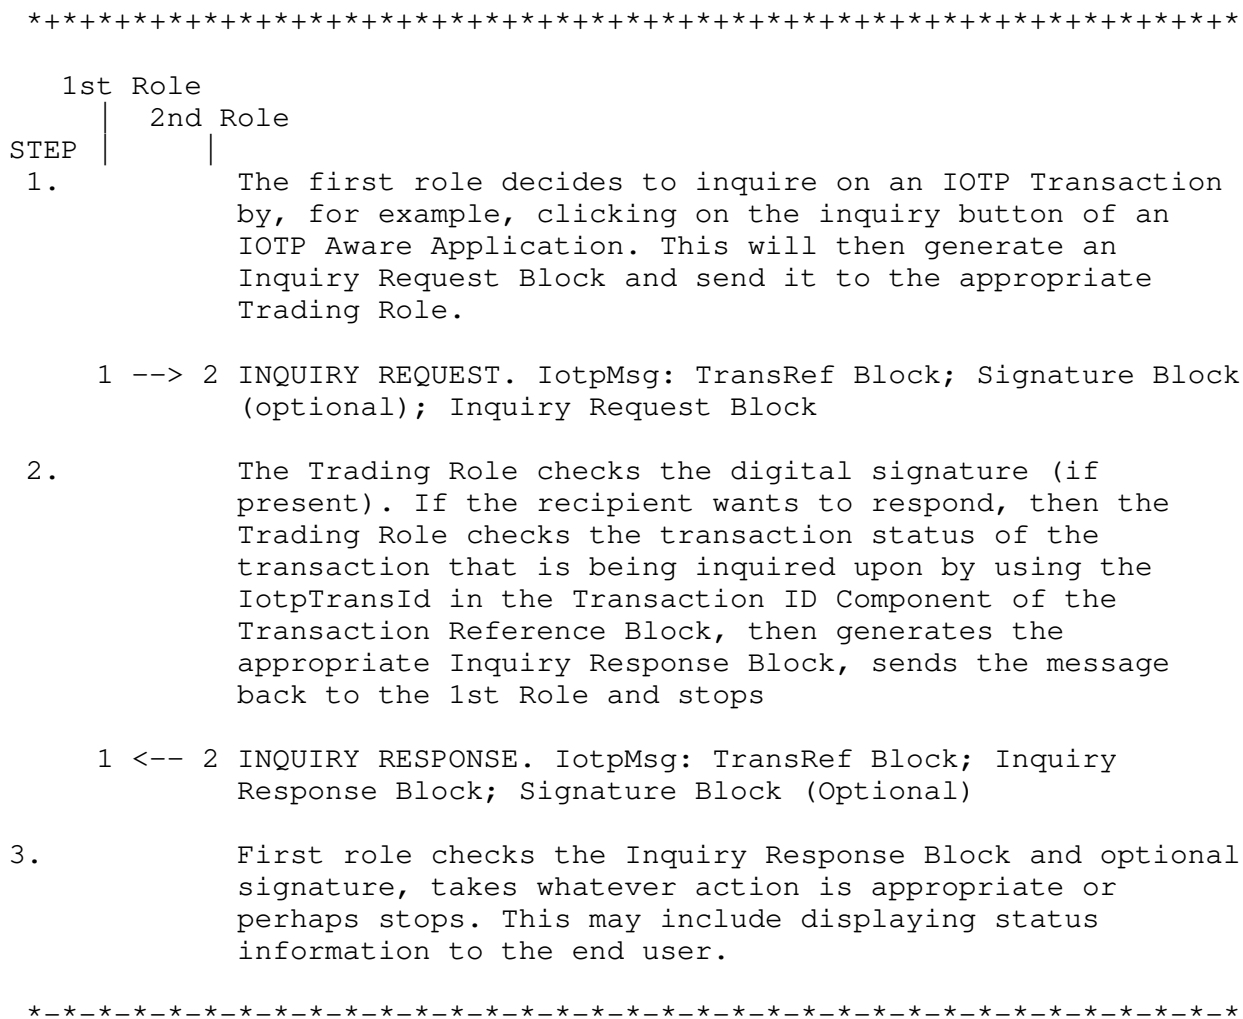 *+*+*+*+*+*+*+*+*+*+*+*+*+*+*+*+*+*+*+*+*+*+*+*+*+*+*+*+*+*+*+*+*+*+*
1st Role
| 2nd Role
STEP | |
1. The first role decides to inquire on an IOTP Transaction
by, for example, clicking on the inquiry button of an
IOTP Aware Application. This will then generate an
Inquiry Request Block and send it to the appropriate
Trading Role.
1 --> 2 INQUIRY REQUEST. IotpMsg: TransRef Block; Signature Block
(optional); Inquiry Request Block
2. The Trading Role checks the digital signature (if
present). If the recipient wants to respond, then the
Trading Role checks the transaction status of the
transaction that is being inquired upon by using the
IotpTransId in the Transaction ID Component of the
Transaction Reference Block, then generates the
appropriate Inquiry Response Block, sends the message
back to the 1st Role and stops
1 <-- 2 INQUIRY RESPONSE. IotpMsg: TransRef Block; Inquiry
Response Block; Signature Block (Optional)
3. First role checks the Inquiry Response Block and optional
signature, takes whatever action is appropriate or
perhaps stops. This may include displaying status
information to the end user.
*-*-*-*-*-*-*-*-*-*-*-*-*-*-*-*-*-*-*-*-*-*-*-*-*-*-*-*-*-*-*-*-*-*-*